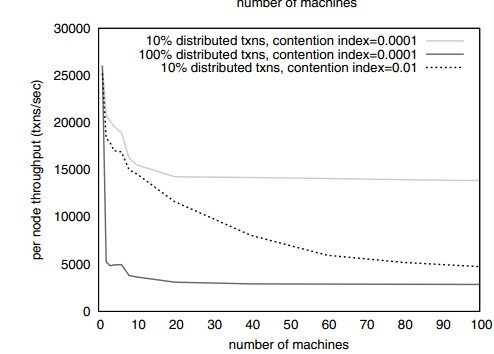 number of machines
30000
25000
20000
15000
10000
5000
0
per node throughput (txns/sec)
10% distributed txns, contention index=0.0001
100% distributed txns, contention index=0.0001
10% distributed txns, contention index=0.01
0 10 20 30 40 50 60 70 80 90 100
number of machines